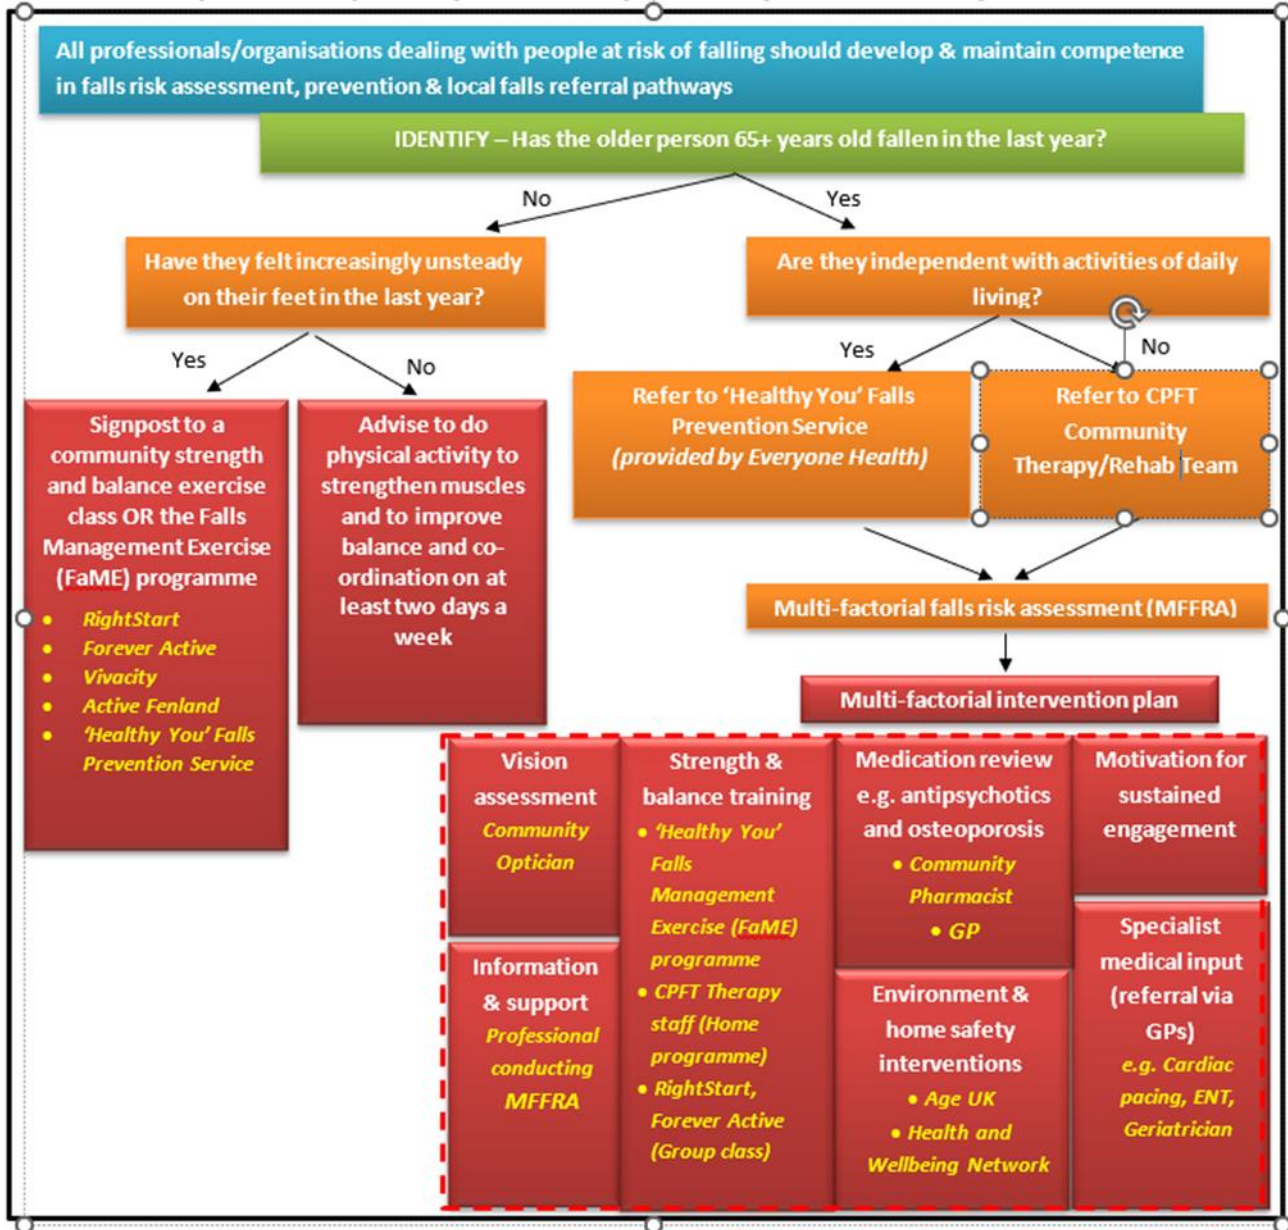 All professionals/organisations dealing with people at risk of falling should develop & maintain competence
in falls risk assessment, prevention & local falls referral pathways
IDENTIFY – Has the older person 65+ years old fallen in the last year?
No
Yes
Have they felt increasingly unsteady
on their feet in the last year?
Are they independent with activities of daily
living?
Yes
No
Yes
No
Signpost to a
community strength
and balance exercise
class OR the Falls
Management Exercise
(FaME) programme
• RightStart
• Forever Active
• Vivacity
• Active Fenland
• ‘Healthy You’ Falls
Prevention Service
Advise to do
physical activity to
strengthen muscles
and to improve
balance and co-
ordination on at
least two days a
week
Refer to ‘Healthy You’ Falls
Prevention Service
(provided by Everyone Health)
Refer to CPFT
Community
Therapy/Rehab Team
Multi-factorial falls risk assessment (MFFRA)
Multi-factorial intervention plan
Vision
assessment
Community
Optician
Information
& support
Professional
conducting
MFFRA
Strength &
balance training
• ‘Healthy You’
Falls
Management
Exercise (FaME)
programme
• CPFT Therapy
staff (Home
programme)
• RightStart,
Forever Active
(Group class)
Medication review
e.g. antipsychotics
and osteoporosis
• Community
Pharmacist
• GP
Environment &
home safety
interventions
• Age UK
• Health and
Wellbeing Network
Motivation for
sustained
engagement
Specialist
medical input
(referral via
GPs)
e.g. Cardiac
pacing, ENT,
Geriatrician